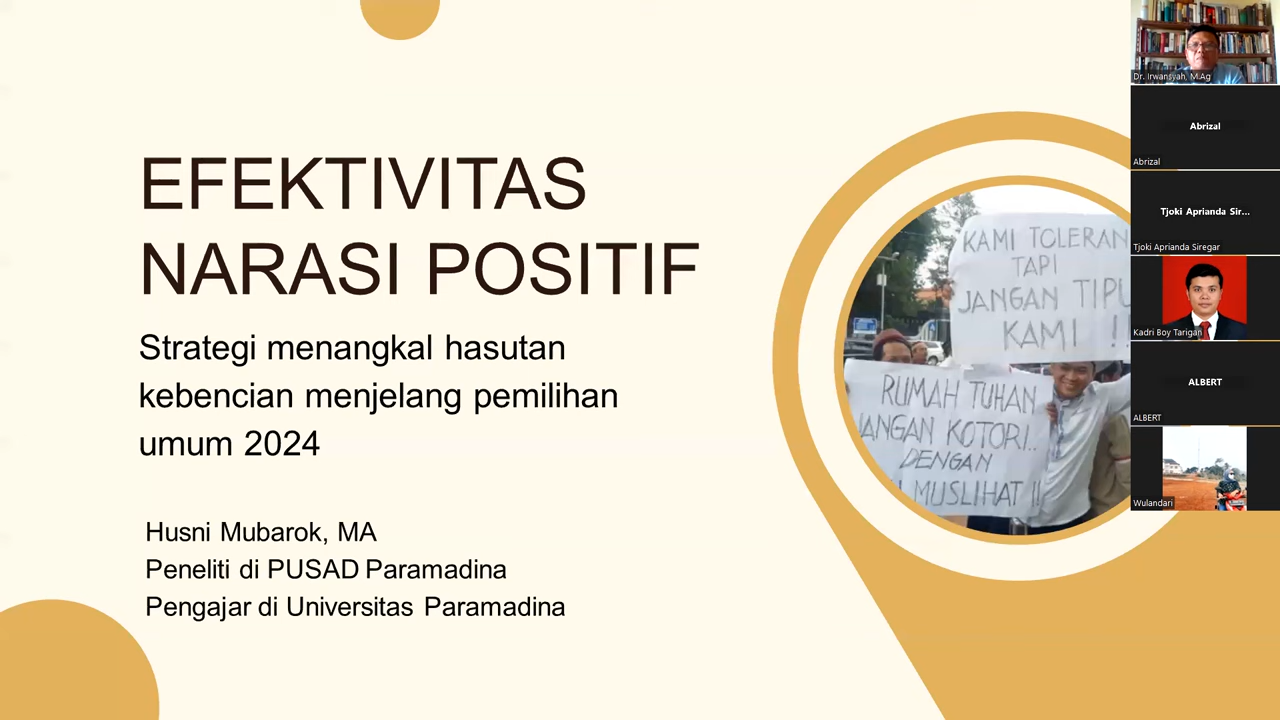 EFEKTIVITAS
NARASI POSITIF
Strategi menangkal hasutan
kebencian menjelang pemilihan
umum 2024
Husni Mubarok, MA
Peneliti di PUSAD Paramadina
Pengajar di Universitas Paramadina
KAMI TOLERAN
TAPI
JANGAN
KAMI !!
RUMAH TUHAN
JANGAN KOTORI..
DENGAN
MUSLIHAT !!
Dr. Irwansyah, M.Ag
Abrizal
Abrizal
Tjoki Aprianda Sir...
Tjoki Aprianda Siregar
Kadri Boy Tarigan
ALBERT
ALBERT
Wulandari